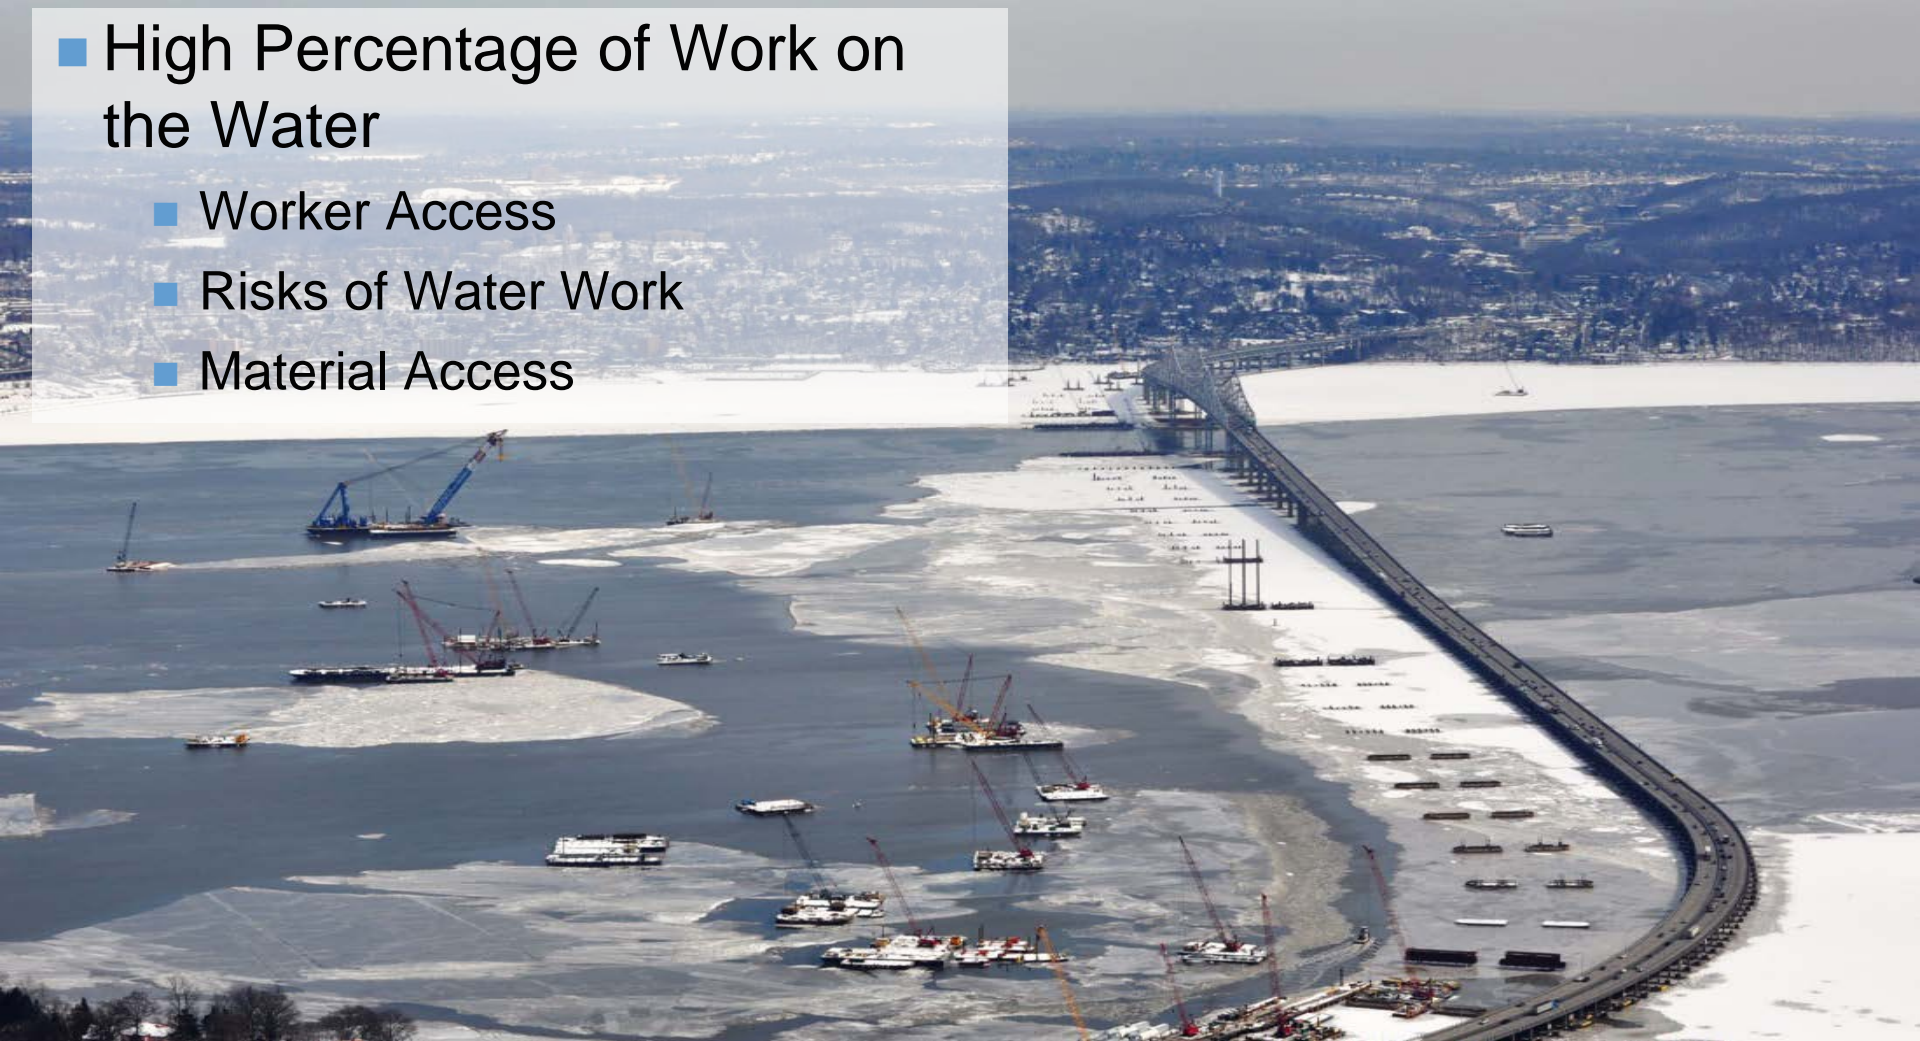 High Percentage of Work on
the Water
Worker Access
Risks of Water Work
Material Access